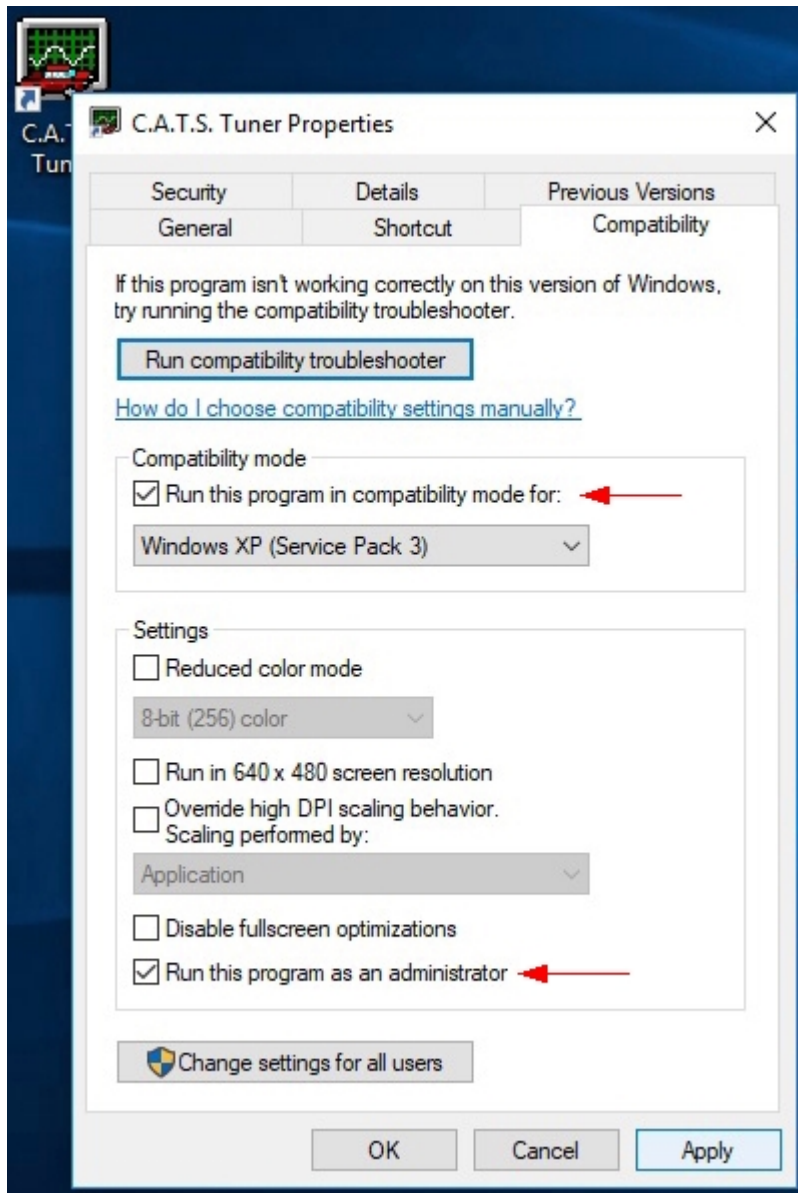 C.A.T
Tun
C.A.T.S. Tuner Properties
Security Details Previous Versions
General Shortcut Compatibility
If this program isn't working correctly on this version of Windows,
try running the compatibility troubleshooter.
Run compatibility troubleshooter
How do I choose compatibility settings manually?
Compatibility mode
Run this program in compatibility mode for:
Windows XP (Service Pack 3)
Settings
Reduced color mode
8-bit (256) color
Run in 640 x 480 screen resolution
Override high DPI scaling behavior.
Scaling performed by:
Application
Disable fullscreen optimizations
Run this program as an administrator
Change settings for all users
OK Cancel Apply